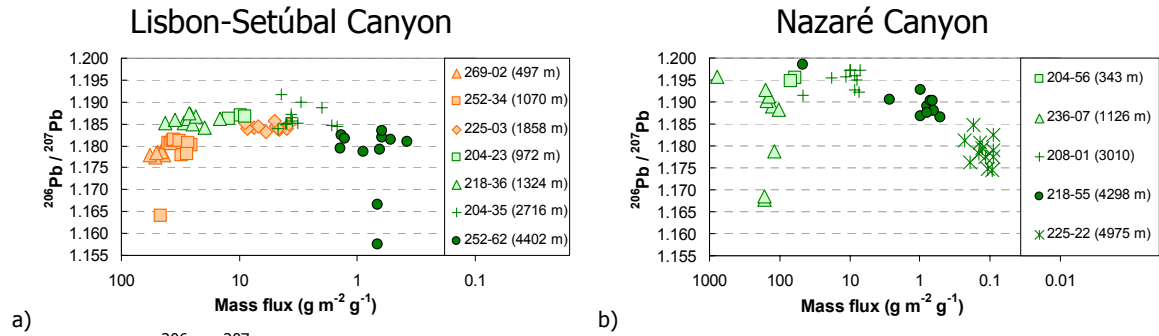 Lisbon-Setúbal Canyon
1.200
1.195
1.190
1.185
1.180
1.175
1.170
1.165
1.160
1.155
206Pb / 207Pb
100
10
1
0.1
Mass flux (g m-2 g-1)
269-02 (497 m)
252-34 (1070 m)
225-03 (1858 m)
204-23 (972 m)
218-36 (1324 m)
204-35 (2716 m)
252-62 (4402 m)
a)
Nazaré Canyon
1.200
1.195
1.190
1.185
1.180
1.175
1.170
1.165
1.160
1.155
206Pb / 207Pb
1000
100
10
1
0.1
0.01
Mass flux (g m-2 g-1)
204-56 (343 m)
236-07 (1126 m)
208-01 (3010)
218-55 (4298 m)
225-22 (4975 m)
b)
206 207